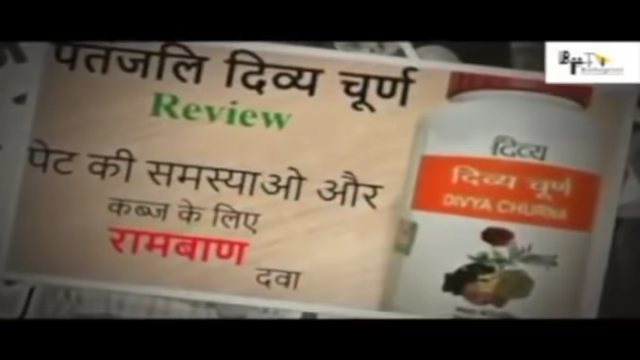 पतंजलि दिव्य चूर्ण
Review
पेट की समस्याओ और
कब्ज के लिए
रामबाण
दवा
दिव्य
दिव्य चूर्ण
DIVYA CHURNA